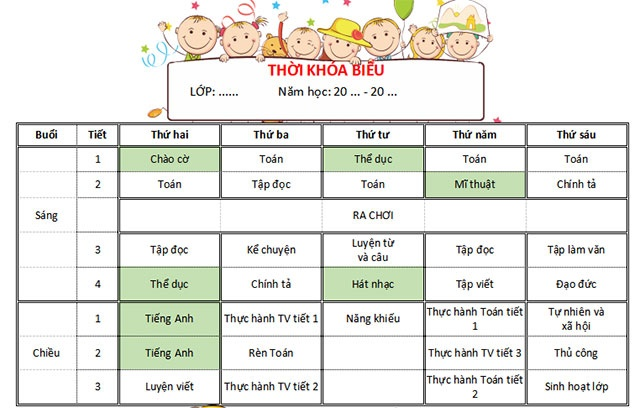 THỜI KHÓA BIỂU
LỚP: ...... Năm học: 20 ... - 20 ...
Buổi Tiết Thứ hai Thứ ba Thứ tư Thứ năm Thứ sáu
Sáng
1 Chào cờ Toán Thể dục Toán Toán
2 Toán Tập đọc Toán Mĩ thuật Chính tả
RA CHƠI
3 Tập đọc Kể chuyện Luyện từ và câu Tập đọc Tập làm văn
4 Thể dục Chính tả Hát nhạc Tập viết Đạo đức
Chiều
1 Tiếng Anh Thực hành TV tiết 1 Năng khiếu Thực hành Toán tiết 1 Tự nhiên và xã hội
2 Tiếng Anh Rèn Toán Thực hành TV tiết 3 Thủ công
3 Luyện viết Thực hành TV tiết 2 Thực hành Toán tiết 2 Sinh hoạt lớp